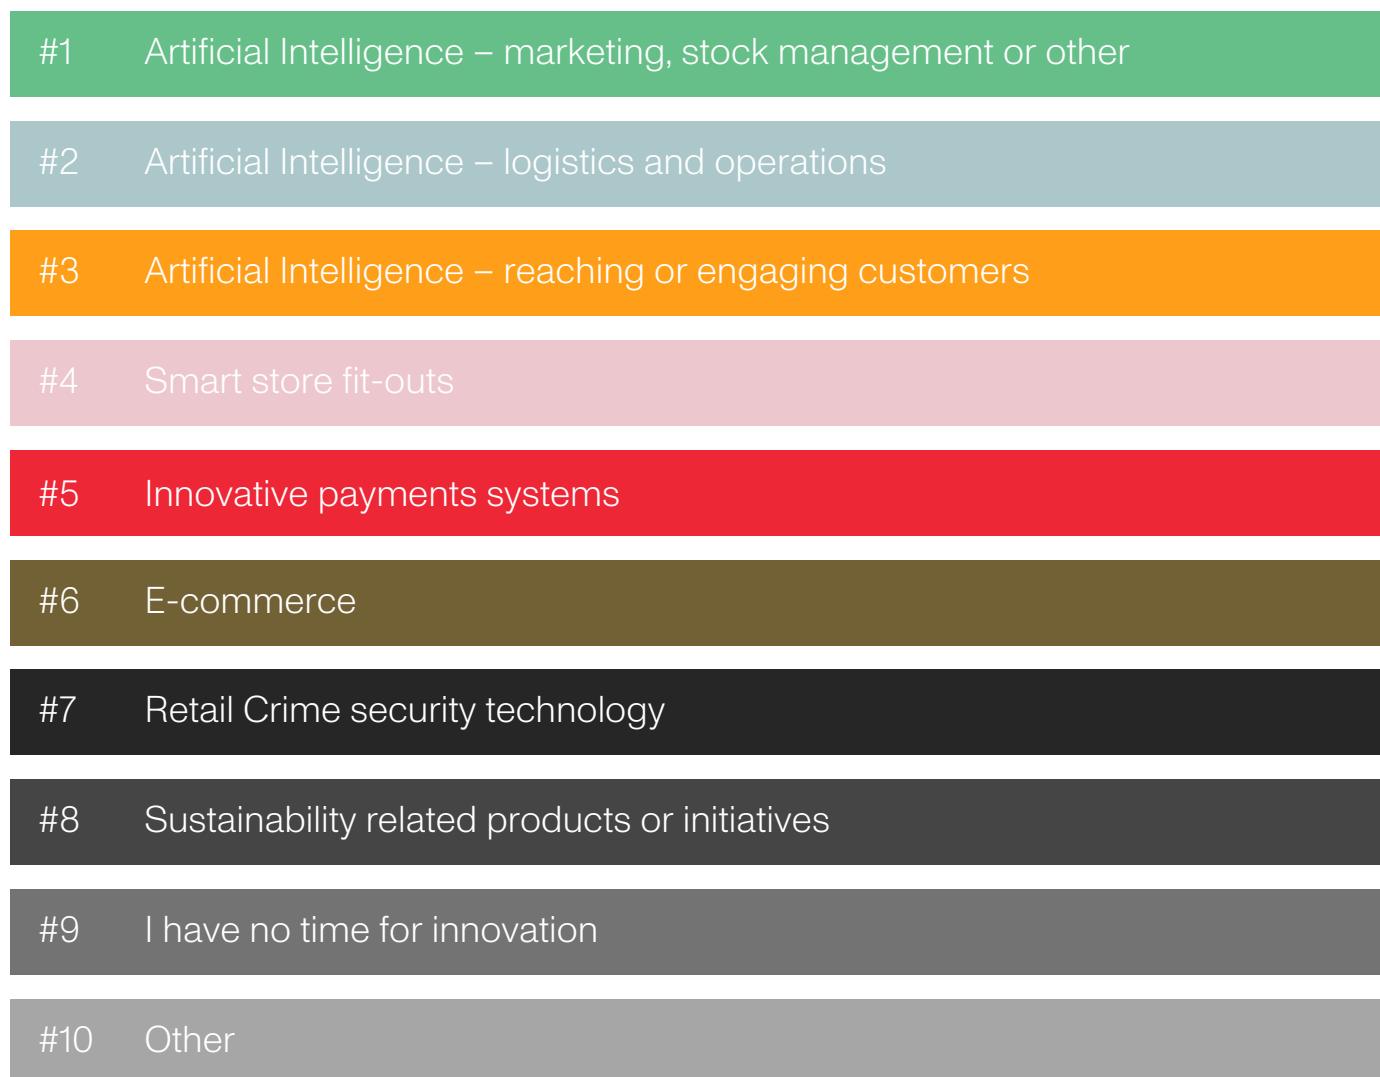 #1 Artificial Intelligence – marketing, stock management or other
#2 Artificial Intelligence – logistics and operations
#3 Artificial Intelligence – reaching or engaging customers
#4 Smart store fit-outs
#5 Innovative payments systems
#6 E-commerce
#7 Retail Crime security technology
#8 Sustainability related products or initiatives
#9 I have no time for innovation
#10 Other